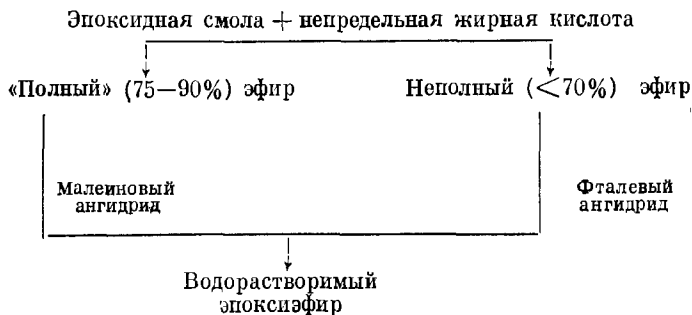 Эпоксидная смола + непредельная жирная кислота
«Полный» (75—90%) эфир Неполный (<70%) эфир
Малеиновый Фталевый
ангидрид ангидрид
Водорастворимый
эпоксиэфир